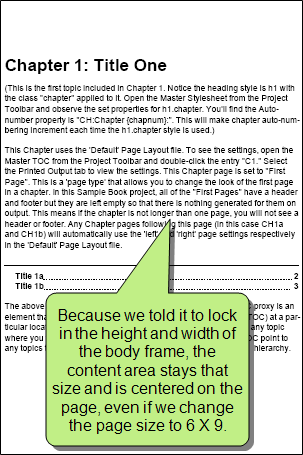 Chapter 1: Title One
(This is the first topic included in Chapter 1. Notice the heading style is h1 with
the class "chapter" applied to it. Open the Master Stylesheet from the Project
Toolbar and observe the set properties for h1.chapter. You'll find the Auto-
number property is "CH:Chapter {chapnum}:". This will make chapter auto-num-
bering increment each time the h1.chapter style is used.)
This Chapter uses the 'Default' Page Layout file. To see the settings, open the
Master TOC from the Project Toolbar and double-click the entry "C1." Select
the Printed Output tab to view the settings. This Chapter page is set to "First
Page". This is a 'page type' that allows you to change the look of the first page
in a chapter. In this Sample Book project, all of the "First Pages" have a header
and footer but they are left empty so that there is nothing generated for them on
output. This means if the chapter is not longer than one page, you will not see a
header or footer. Any Chapter pages following this page (in this case CH1a
and CH1b) will automatically use the 'left' and 'right' page settings respectively
in the 'Default' Page Layout file.
Title 1a 2
Title 1b 3
The above proxy is an
element tha TOC) at a par-
ticular loca any topic
where you OC point to
any topics hierarchy.
Because we told it to lock
in the height and width of
the body frame, the
content area stays that
size and is centered on the
page, even if we change
the page size to 6 X 9.